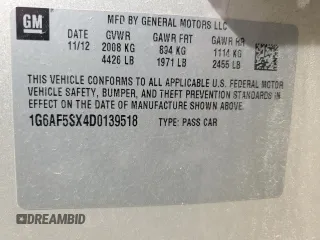 GM
MFD BY GENERAL MOTORS LLC
11/12 GVWR GAWR FRT GAWR RR
2008 KG 894 KG 1114 KG
4426 LB 1971 LB 2455 LB
THIS VEHICLE CONFORMS TO ALL APPLICABLE U.S. FEDERAL MOTOR
VEHICLE SAFETY, BUMPER, AND THEFT PREVENTION STANDARDS IN
EFFECT ON THE DATE OF MANUFACTURE SHOWN ABOVE.
1G6AF5SX4D0139518 TYPE: PASS CAR
DREAMBID